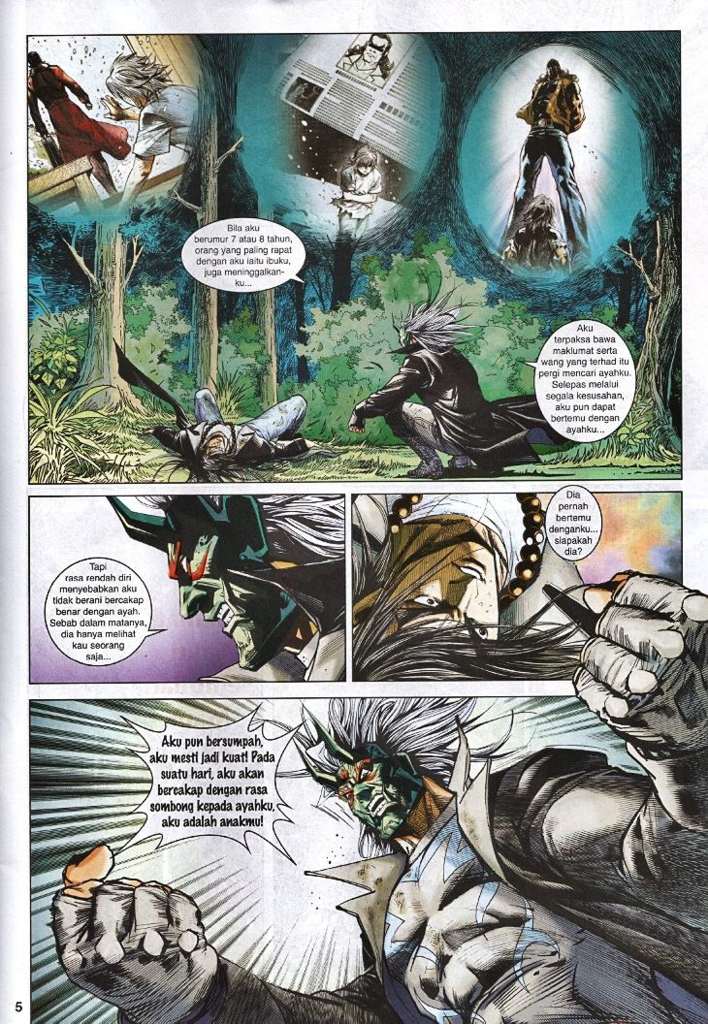 Bila aku
berumur 7 atau 8 tahun,
orang yang paling rapat
dengan aku iaitu ibuku,
juga meninggalkan-
ku...
Aku
terpaksa bawa
maklumat serta
wang yang terhad itu
pergi mencari ayahku.
Selepas melalui
segala kesusahan,
aku pun dapat
bertemu dengan
ayahku...
Tapi
rasa rendah diri
menyebabkan aku
tidak berani bercakap
benar dengan ayah.
Sebab dalam matanya,
dia hanya melihat
kau seorang
saja...
Dia
pernah
bertemu
denganku...
siapakah
dia?
Aku pun bersumpah,
aku mesti jadi kuat! Pada
suatu hari, aku akan
bercakap dengan rasa
sombong kepada ayahku,
aku adalah anakmu!
5